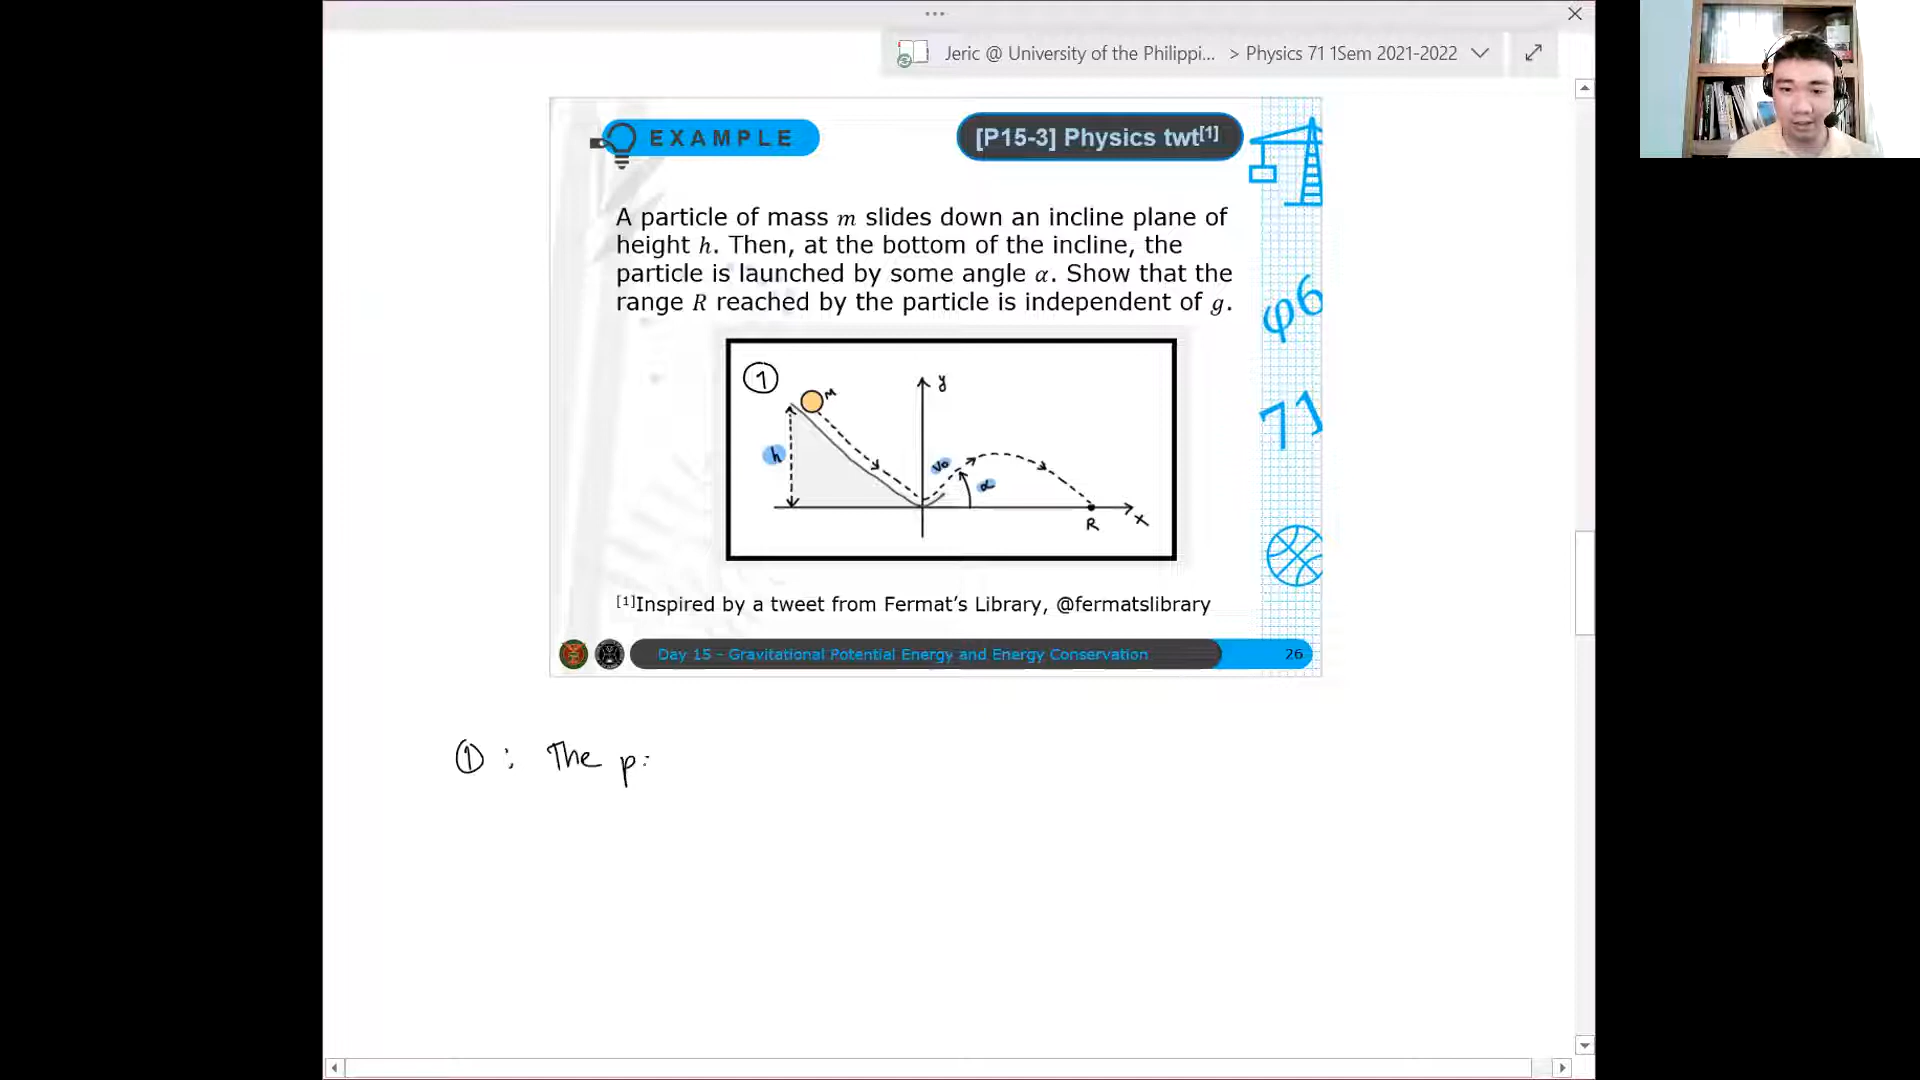 Jeric @ University of the Philippi... > Physics 71 1Sem 2021-2022
EXAMPLE
[P15-3] Physics twt[1]
A particle of mass m slides down an incline plane of
height h. Then, at the bottom of the incline, the
particle is launched by some angle α. Show that the
range R reached by the particle is independent of g.
1
M
y
h
v₀
α
R
x
φ6
71
[1]Inspired by a tweet from Fermat's Library, @fermatslibrary
Day 15 - Gravitational Potential Energy and Energy Conservation
26
① : The p